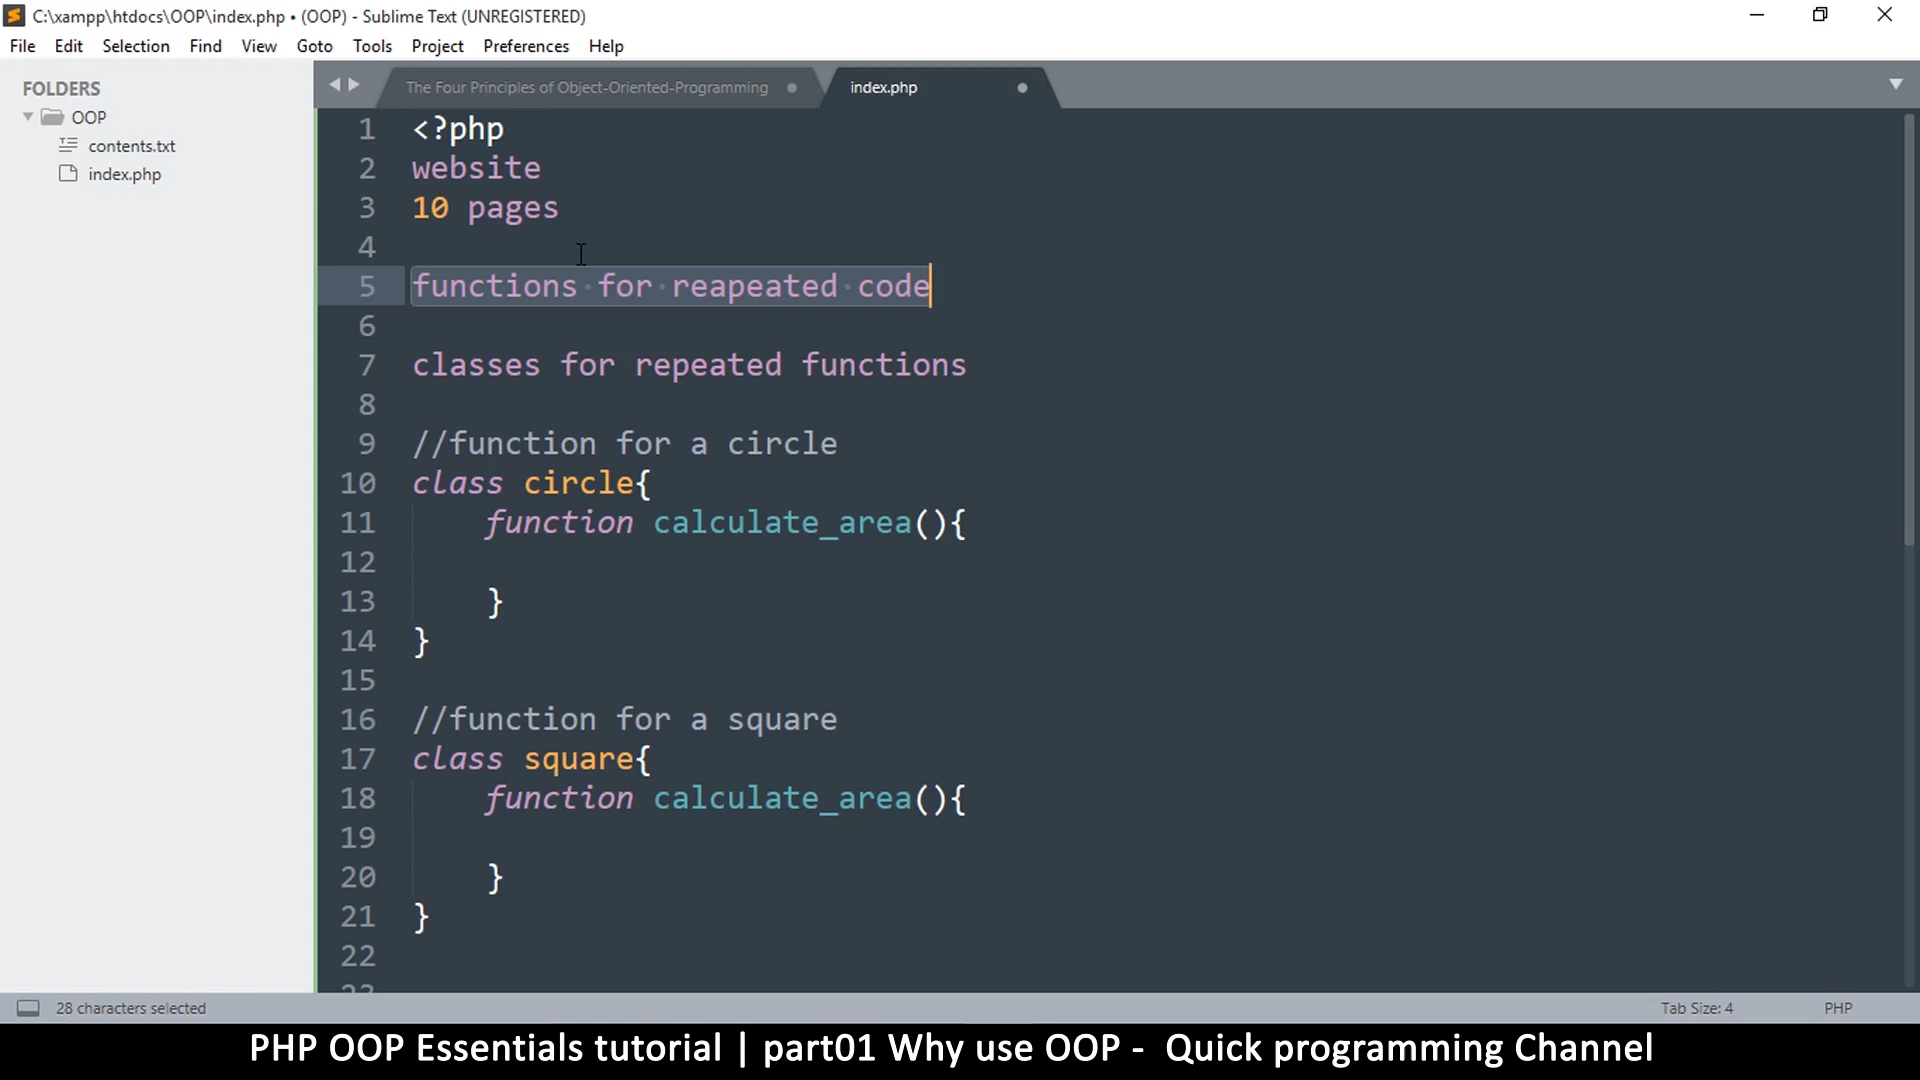 C:\xampp\htdocs\OOP\index.php • (OOP) - Sublime Text (UNREGISTERED)
File Edit Selection Find View Goto Tools Project Preferences Help
FOLDERS
OOP
contents.txt
index.php
The Four Principles of Object-Oriented-Programming
index.php
1 <?php
2 website
3 10 pages
4
5 functions for reapeated code
6
7 classes for repeated functions
8
9 //function for a circle
10 class circle{
11 function calculate_area(){
12
13 }
14 }
15
16 //function for a square
17 class square{
18 function calculate_area(){
19
20 }
21 }
22
23
28 characters selected
Tab Size: 4
PHP
PHP OOP Essentials tutorial | part01 Why use OOP - Quick programming Channel